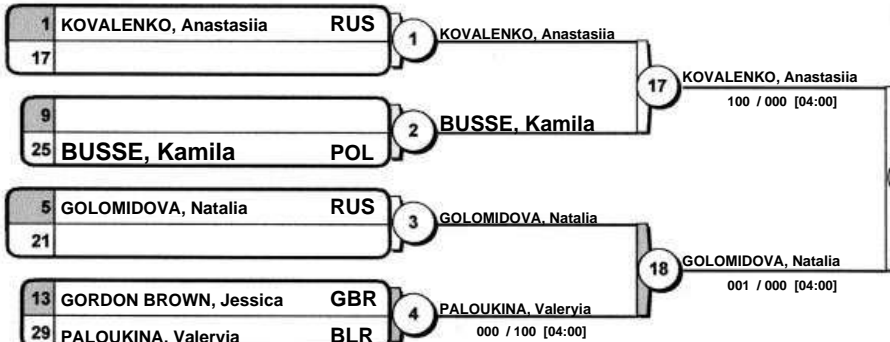 1 KOVALENKO, Anastasiia RUS
17
1
KOVALENKO, Anastasiia
9
25 BUSSE, Kamila POL
2
BUSSE, Kamila
17
KOVALENKO, Anastasiia
100 / 000 [04:00]
5 GOLOMIDOVA, Natalia RUS
21
3
GOLOMIDOVA, Natalia
13 GORDON BROWN, Jessica GBR
29 PALOUKINA, Valeryia BLR
4
PALOUKINA, Valeryia
000 / 100 [04:00]
18
GOLOMIDOVA, Natalia
001 / 000 [04:00]